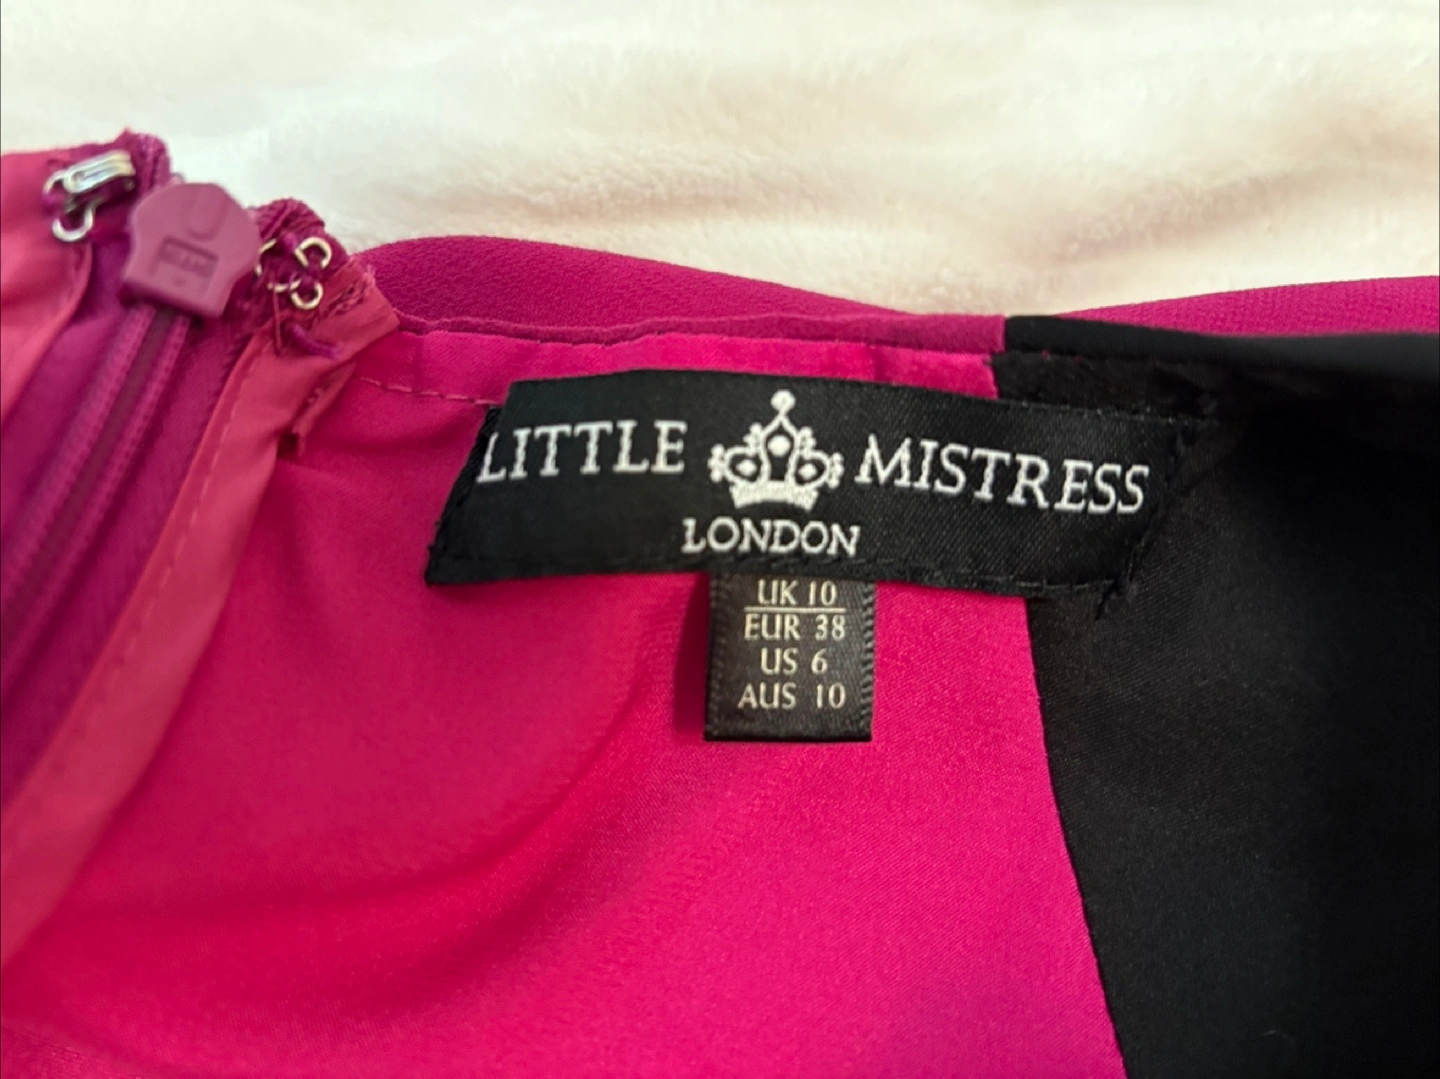 LITTLE MISTRESS
LONDON
UK 10
EUR 38
US 6
AUS 10